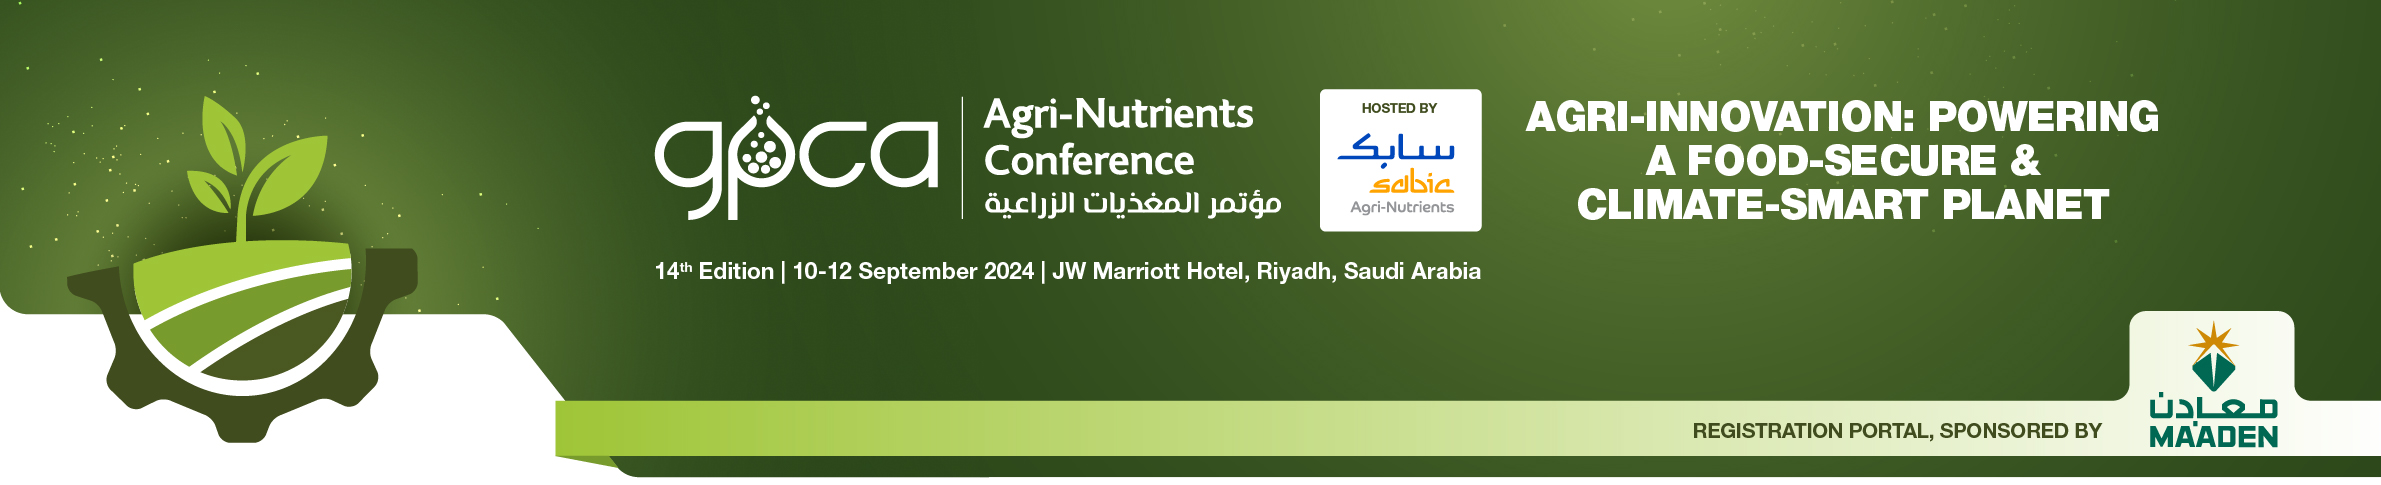 gpca
Agri-Nutrients
Conference
مؤتمر المغذيات الزراعية
HOSTED BY
سابك
sabic
Agri-Nutrients
AGRI-INNOVATION: POWERING
A FOOD-SECURE &
CLIMATE-SMART PLANET
14th Edition | 10-12 September 2024 | JW Marriott Hotel, Riyadh, Saudi Arabia
REGISTRATION PORTAL, SPONSORED BY
معادن
MAADEN